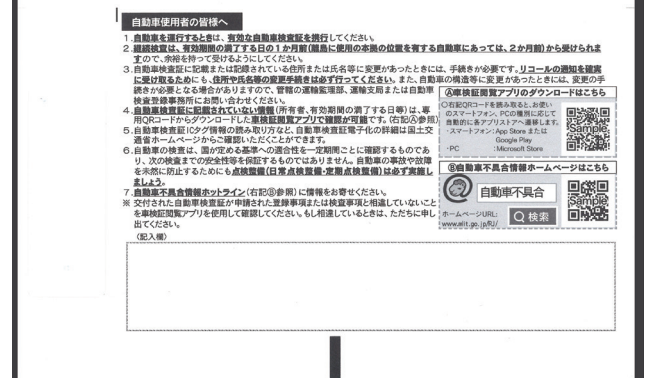 自動車使用者の皆様へ
1.自動車を運行するときは、有効な自動車検査証を携行してください。
2.継続検査は、有効期間の満了する日の1か月前(離島に使用の本拠の位置を有する自動車にあっては、2か月前)から受けられま
すので、余裕を持って受けるようにしてください。
3.自動車検査証に記載または記録されている住所または氏名等に変更があったときには、手続きが必要です。リコールの通知を確実
に受け取るためにも、住所や氏名等の変更手続きは必ず行ってください。また、自動車の構造等に変更があったときには、変更の手
続きが必要となる場合がありますので、管轄の運輸監理部、運輸支局または自動車
検査登録事務所にお問い合わせください。
4.自動車検査証に記載されていない情報(所有者、有効期間の満了する日等)は、専
用QRコードからダウンロードした車検証閲覧アプリで確認が可能です。(右記Ⓐ参照)
5.自動車検査証ICタグ情報の読み取り方など、自動車検査証電子化の詳細は国土交
通省ホームページからご確認いただくことができます。
6.自動車の検査は、国が定める基準への適合性を一定期間ごとに確認するものであ
り、次の検査までの安全性等を保証するものではありません。自動車の事故や故障
を未然に防止するためにも点検整備(日常点検整備・定期点検整備)は必ず実施し
ましょう。
7.自動車不具合情報ホットライン(右記Ⓑ参照)に情報をお寄せください。
※ 交付された自動車検査証が申請された登録事項または検査事項と相違していないこと
を車検証閲覧アプリを使用して確認してください。もし相違しているときは、ただちに申し
出てください。
(記入欄)
Ⓐ車検証閲覧アプリのダウンロードはこちら
○右記QRコードを読み取ると、お使い
のスマートフォン、PCの種別に応じて
自動的に各アプリストアへ遷移します。
・スマートフォン:App Store または
Google Play
・PC :Microsoft Store
Sample
Ⓑ自動車不具合情報ホームページはこちら
自動車不具合
検索
ホームページURL:
www.mlit.go.jp/RJ/
Sample